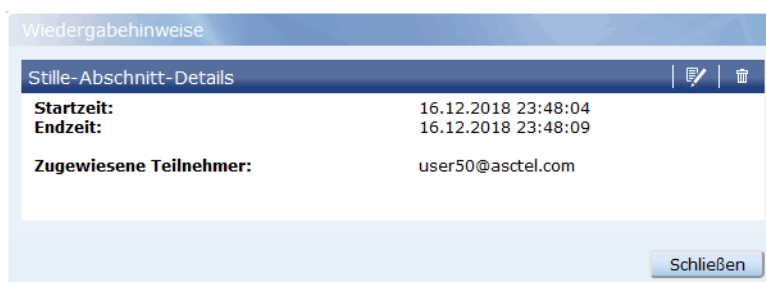 Wiedergabehinweise
Stille-Abschnitt-Details
Startzeit: 16.12.2018 23:48:04
Endzeit: 16.12.2018 23:48:09
Zugewiesene Teilnehmer: user50@asctel.com
Schließen